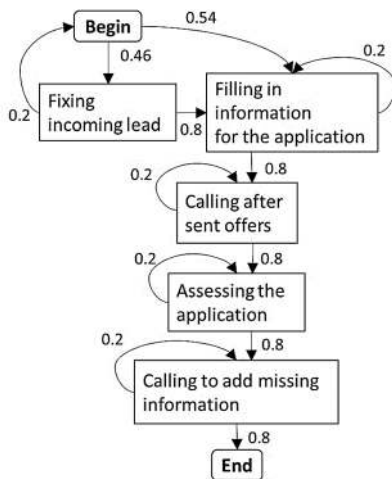 Begin
0.54
0.46
0.2
0.2
Fixing
incoming lead
0.8
Filling in
information
for the application
0.8
0.2
Calling after
sent offers
0.8
0.2
Assessing the
application
0.8
0.2
Calling to add missing
information
0.8
End